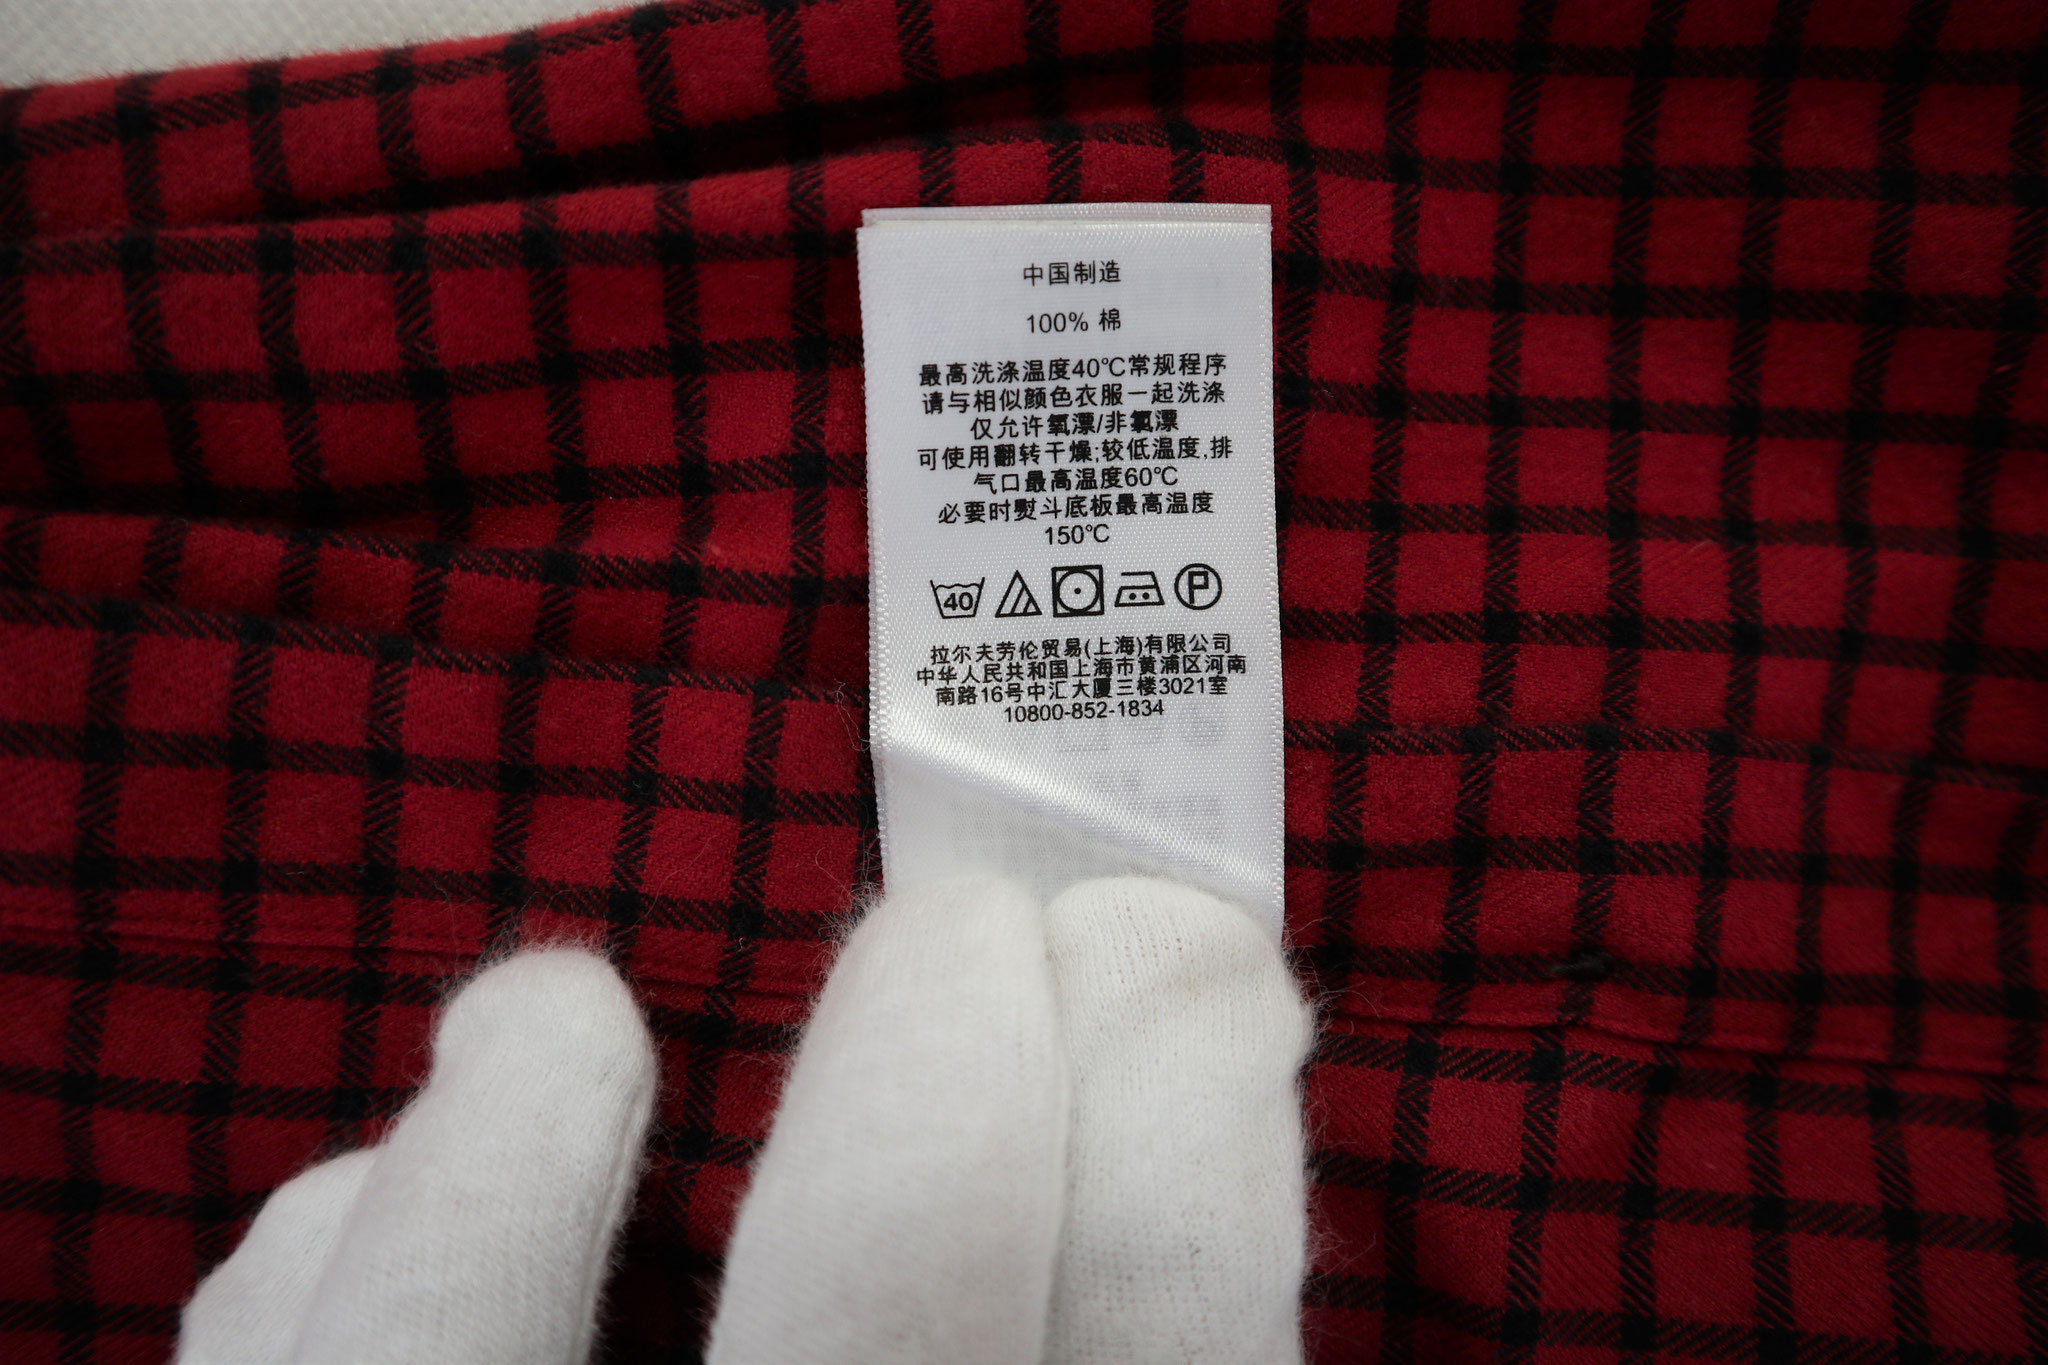 中国制造
100% 棉
最高洗涤温度40℃常规程序
请与相似颜色衣服一起洗涤
仅允许氧漂/非氯漂
可使用翻转干燥;较低温度,排
气口最高温度60℃
必要时熨斗底板最高温度
150℃
40 P
拉尔夫劳伦贸易(上海)有限公司
中华人民共和国上海市黄浦区河南
南路16号中汇大厦三楼3021室
10800-852-1834